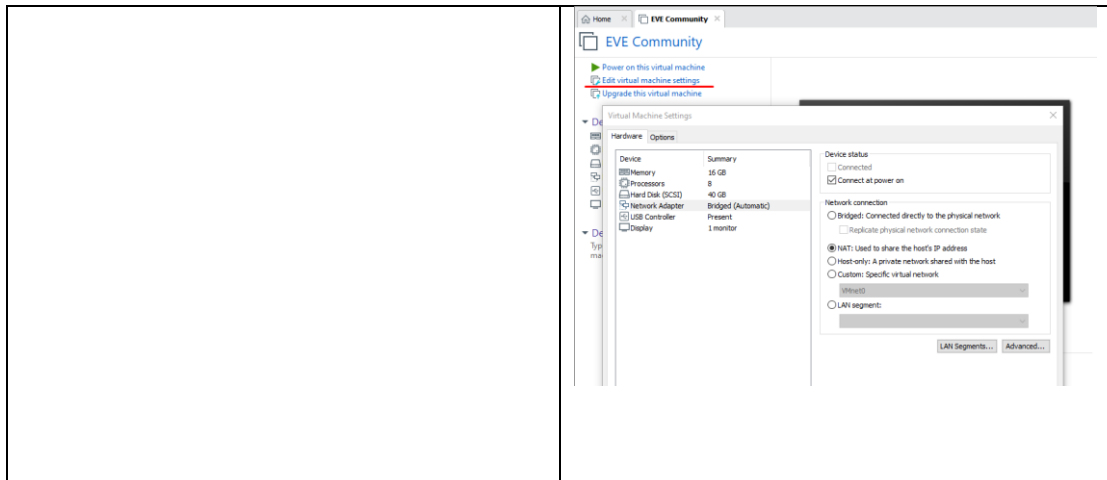 Home
EVE Community
EVE Community
Power on this virtual machine
Edit virtual machine settings
Upgrade this virtual machine
Virtual Machine Settings
Hardware Options
Device Summary
Memory 16 GB
Processors 8
Hard Disk (SCSI) 40 GB
Network Adapter Bridged (Automatic)
USB Controller Present
Display 1 monitor
Device status
Connected
Connect at power on
Network connection
Bridged: Connected directly to the physical network
Replicate physical network connection state
NAT: Used to share the host's IP address
Host-only: A private network shared with the host
Custom: Specific virtual network
VMnet0
LAN segment:
LAN Segments... Advanced...
De
De
Typ
ma